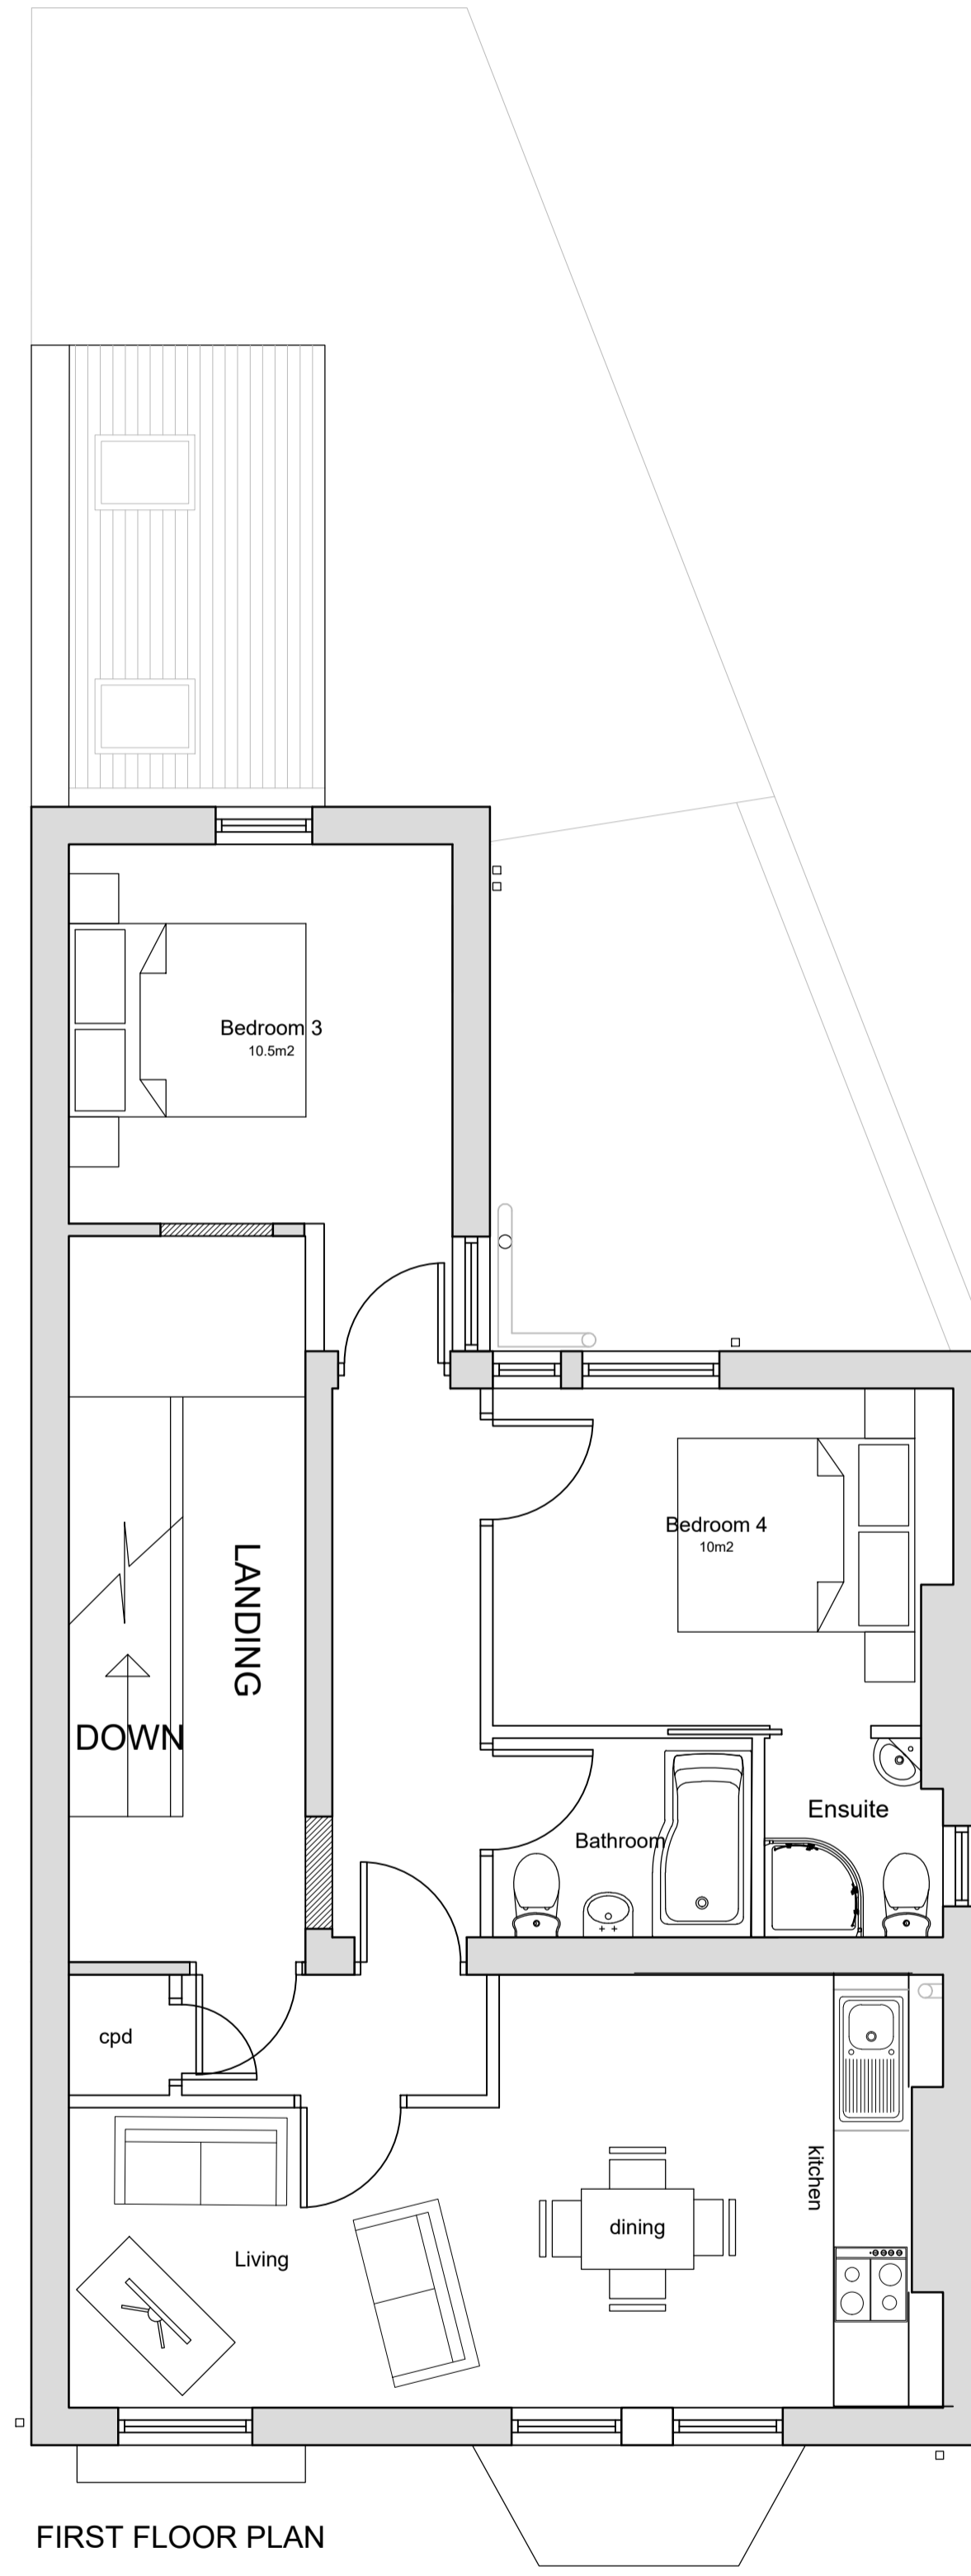 Bedroom 3
10.5m2
Bedroom 4
10m2
LANDING
DOWN
Ensuite
Bathroom
cpd
kitchen
dining
Living
FIRST FLOOR PLAN